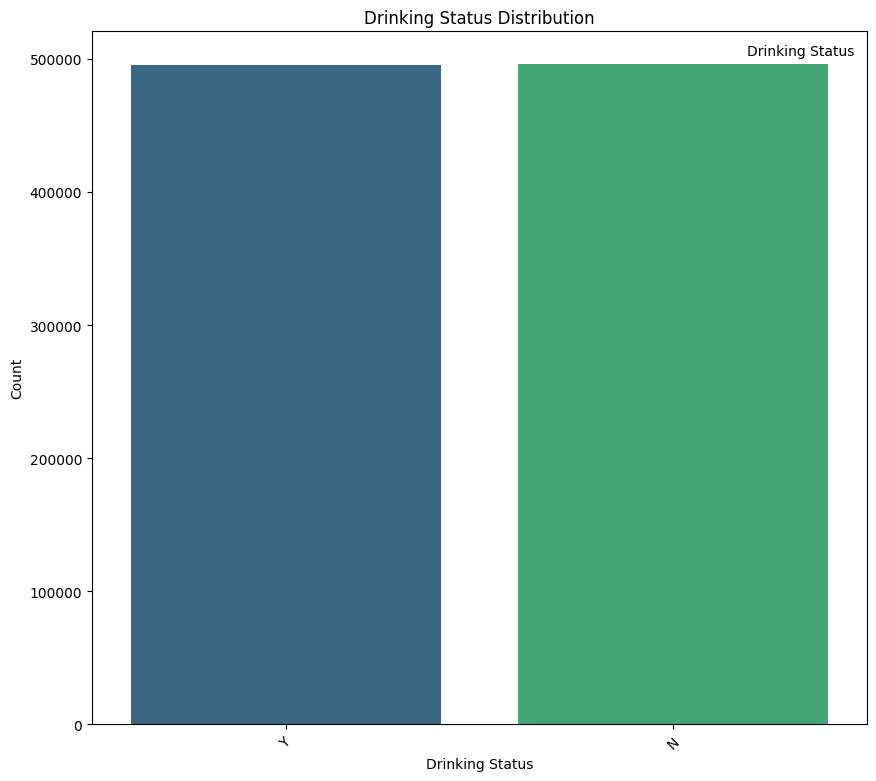 Drinking Status Distribution
Drinking Status
500000
400000
300000
200000
100000
0
Count
Y
N
Drinking Status